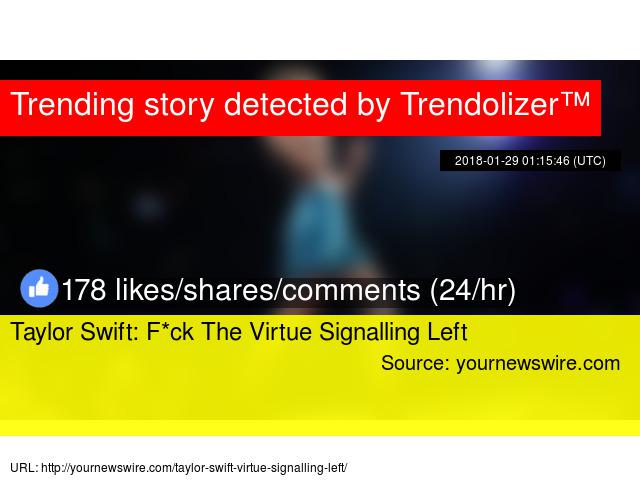 Trending story detected by Trendolizer™
2018-01-29 01:15:46 (UTC)
178 likes/shares/comments (24/hr)
Taylor Swift: F*ck The Virtue Signalling Left
Source: yournewswire.com
URL: http://yournewswire.com/taylor-swift-virtue-signalling-left/